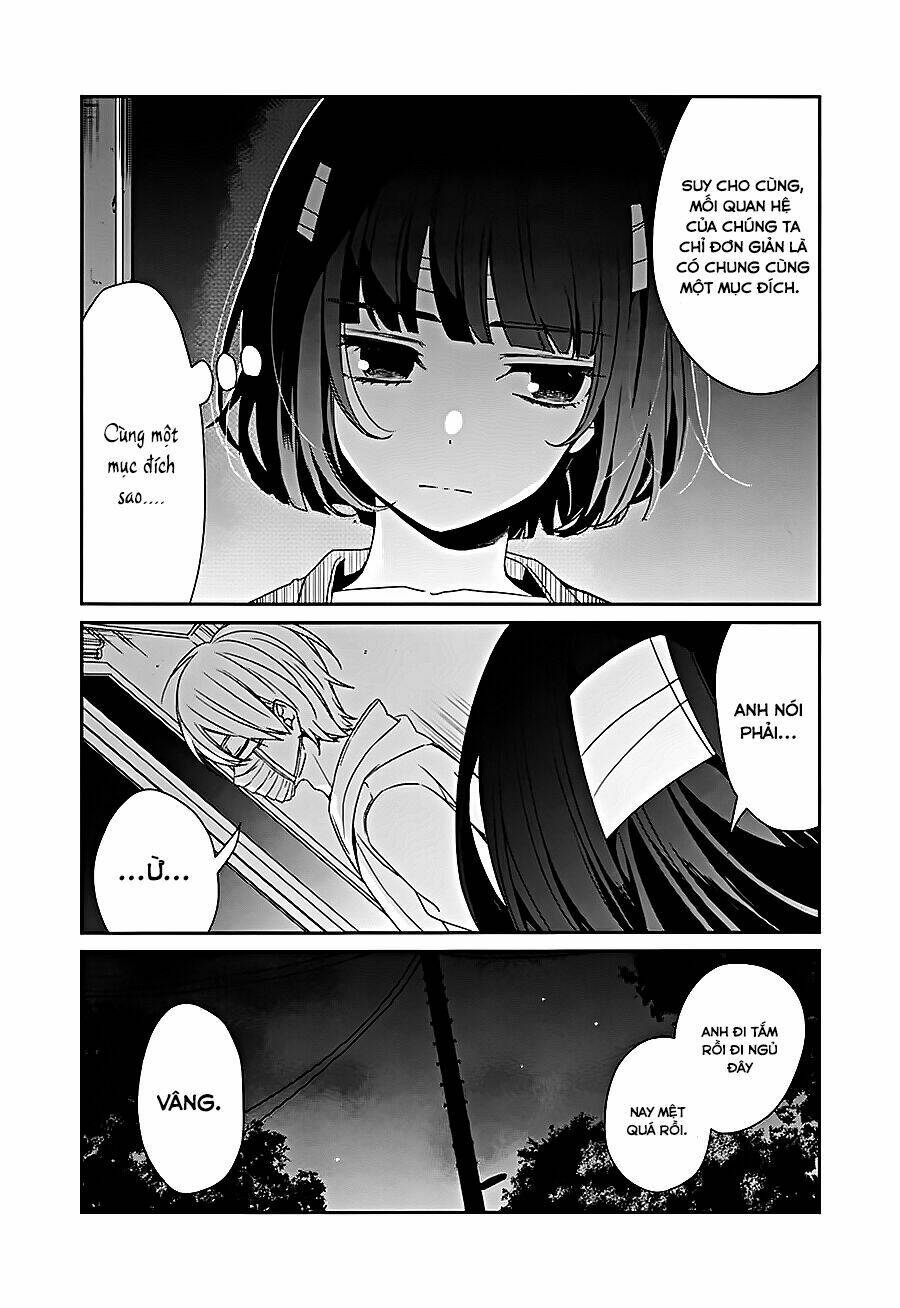 SUY CHO CÙNG,
MỐI QUAN HỆ
CỦA CHÚNG TA
CHỈ ĐƠN GIẢN LÀ
CÓ CHUNG CÙNG
MỘT MỤC ĐÍCH.
Cùng một
mục đích
sao....
ANH NÓI
PHẢI...
...Ừ...
ANH ĐI TẮM
RỒI ĐI NGỦ
ĐÂY
NAY MỆT
QUÁ RỒI.
VÂNG.